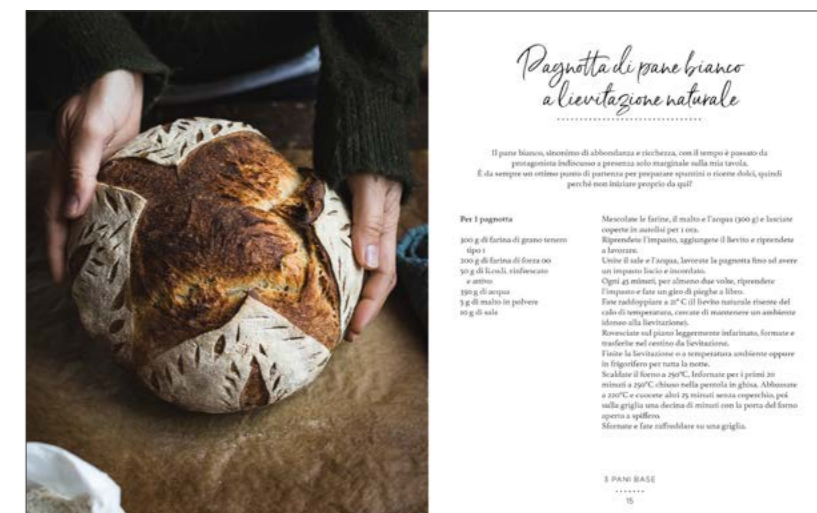 Pagnotta di pane bianco
a lievitazione naturale
Il pane bianco, sinonimo di abbondanza e ricchezza, con il tempo è passato da
protagonista indiscusso a presenza solo marginale sulla mia tavola.
È da sempre un ottimo punto di partenza per preparare spuntini o ricette dolci, quindi
perché non iniziare proprio da qui?
Per 1 pagnotta
300 g di farina di grano tenero
tipo 1
200 g di farina di forza 00
50 g di li.co.li. rinfrescato
e attivo
350 g di acqua
5 g di malto in polvere
10 g di sale
Mescolate le farine, il malto e l'acqua (300 g) e lasciate
coperte in autolisi per 1 ora.
Riprendete l'impasto, aggiungete il lievito e riprendete
a lavorare.
Unite il sale e l'acqua, lavorate la pagnotta fino ad avere
un impasto liscio e incordato.
Ogni 45 minuti, per almeno due volte, riprendete
l'impasto e fate un giro di pieghe a libro.
Fate raddoppiare a 21° C (il lievito naturale risente del
calo di temperatura, cercate di mantenere un ambiente
idoneo alla lievitazione).
Rovesciate sul piano leggermente infarinato, formate e
trasferite nel cestino da lievitazione.
Finite la lievitazione o a temperatura ambiente oppure
in frigorifero per tutta la notte.
Scaldate il forno a 250°C. Infornate per i primi 20
minuti a 250°C chiuso nella pentola in ghisa. Abbassate
a 220°C e cuocete altri 25 minuti senza coperchio, poi
sulla griglia una decina di minuti con la porta del forno
aperta a spiffero.
Sfornate e fate raffreddare su una griglia.
3 PANI BASE
15